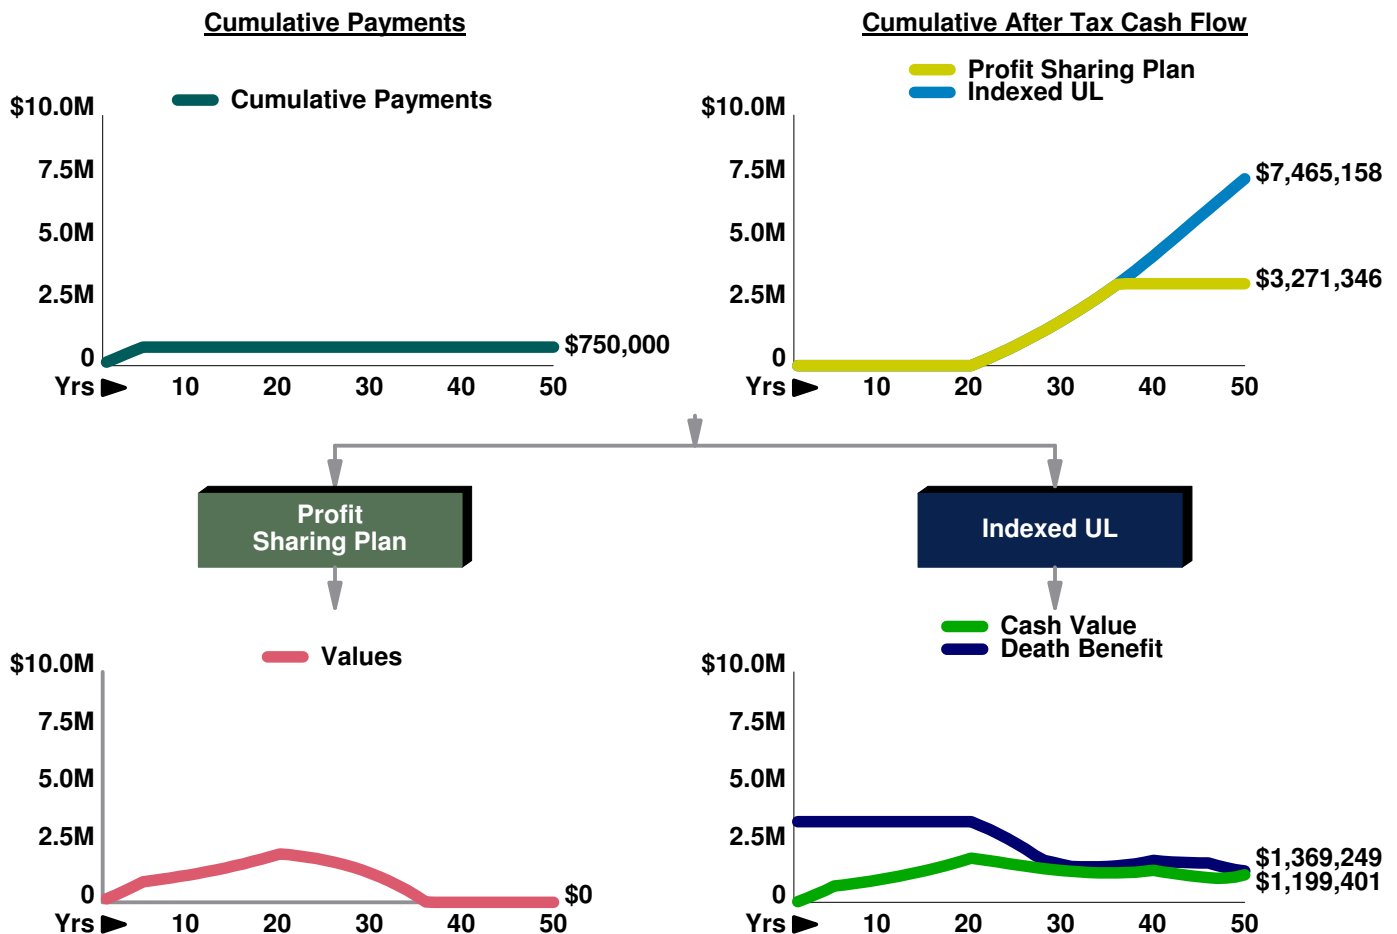 Cumulative Payments
Cumulative Payments
$10.0M
7.5M
5.0M
2.5M
0
$750,000
Yrs 10 20 30 40 50
Cumulative After Tax Cash Flow
Profit Sharing Plan
Indexed UL
$10.0M
7.5M
5.0M
2.5M
0
$7,465,158
$3,271,346
Yrs 10 20 30 40 50
Profit
Sharing Plan
Indexed UL
Values
$10.0M
7.5M
5.0M
2.5M
0
$0
Yrs 10 20 30 40 50
Cash Value
Death Benefit
$10.0M
7.5M
5.0M
2.5M
0
$1,369,249
$1,199,401
Yrs 10 20 30 40 50